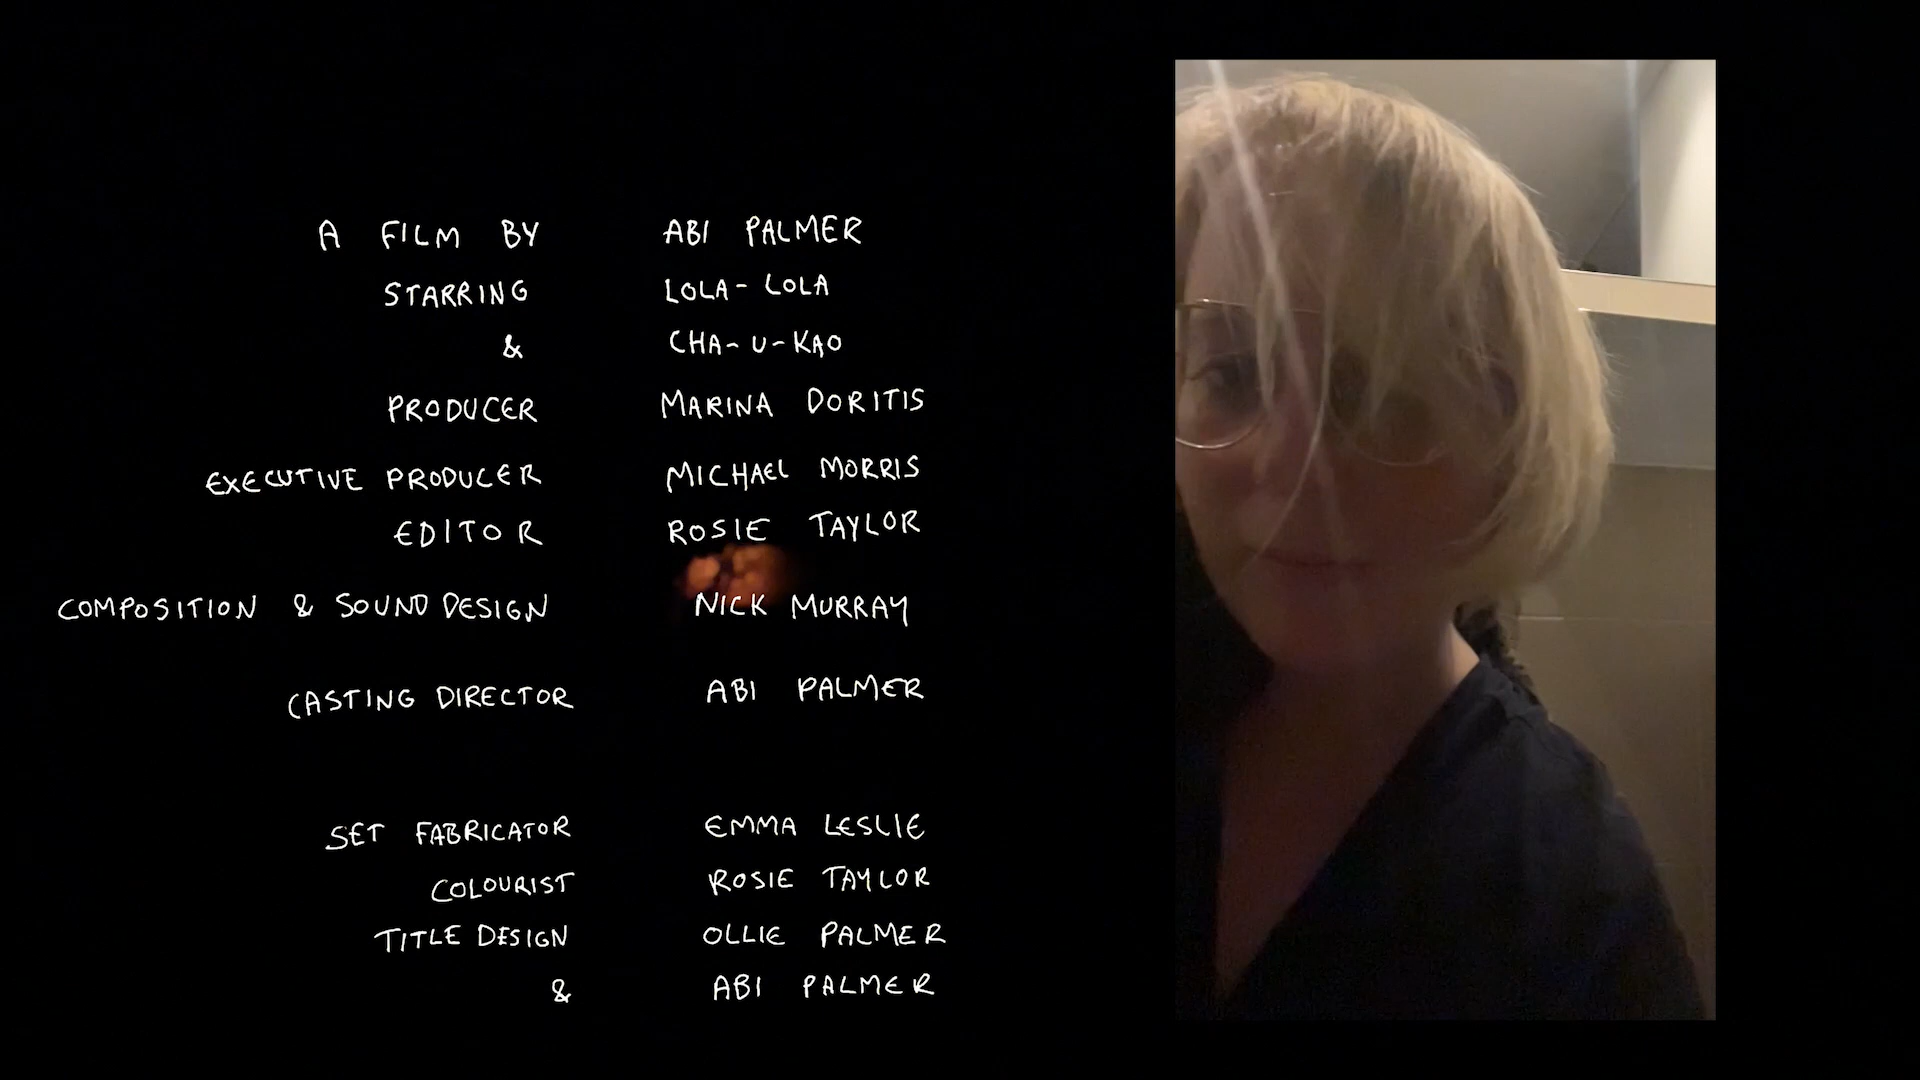 A FILM BY ABI PALMER
STARRING LOLA-LOLA
& CHA-U-KAO
PRODUCER MARINA DORITIS
EXECUTIVE PRODUCER MICHAEL MORRIS
EDITOR ROSIE TAYLOR
COMPOSITION & SOUND DESIGN NICK MURRAY
CASTING DIRECTOR ABI PALMER
SET FABRICATOR EMMA LESLIE
COLOURIST ROSIE TAYLOR
TITLE DESIGN OLLIE PALMER
& ABI PALMER